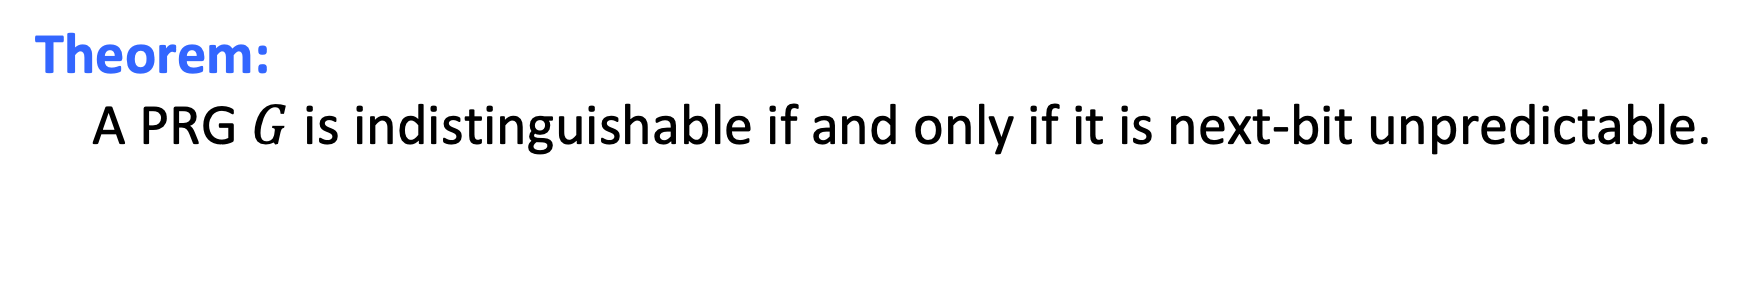 Theorem:
A PRG G is indistinguishable if and only if it is next-bit unpredictable.